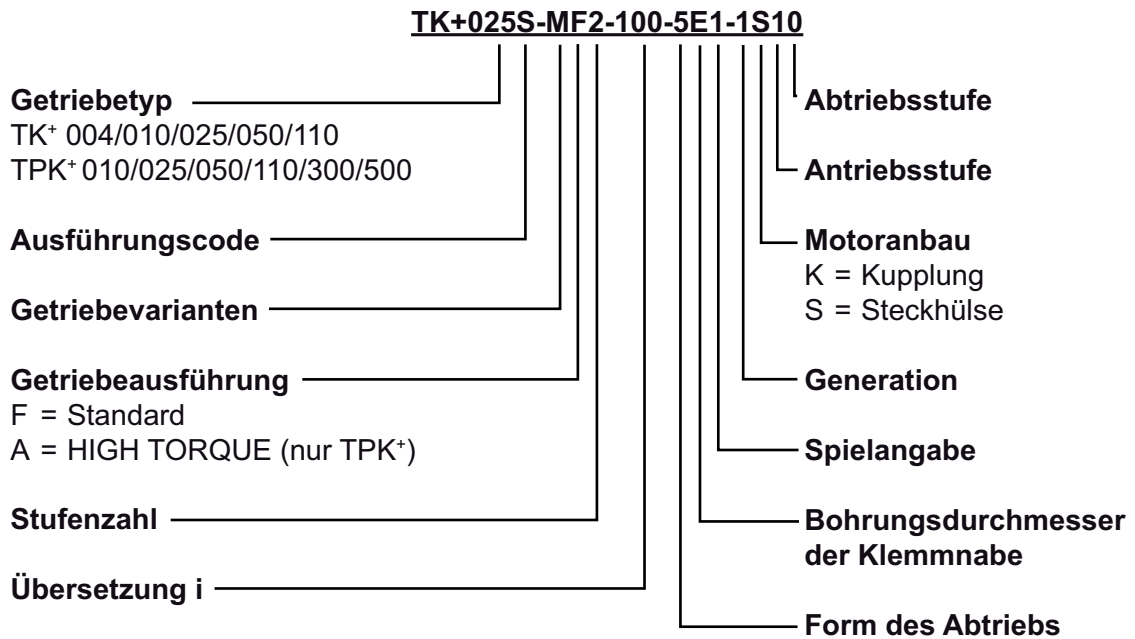 TK+025S-MF2-100-5E1-1S10
Getriebetyp
TK⁺ 004/010/025/050/110
TPK⁺ 010/025/050/110/300/500
Ausführungscode
Getriebevarianten
Getriebeausführung
F = Standard
A = HIGH TORQUE (nur TPK⁺)
Stufenzahl
Übersetzung i
Abtriebsstufe
Antriebsstufe
Motoranbau
K = Kupplung
S = Steckhülse
Generation
Spielangabe
Bohrungsdurchmesser
der Klemmnabe
Form des Abtriebs